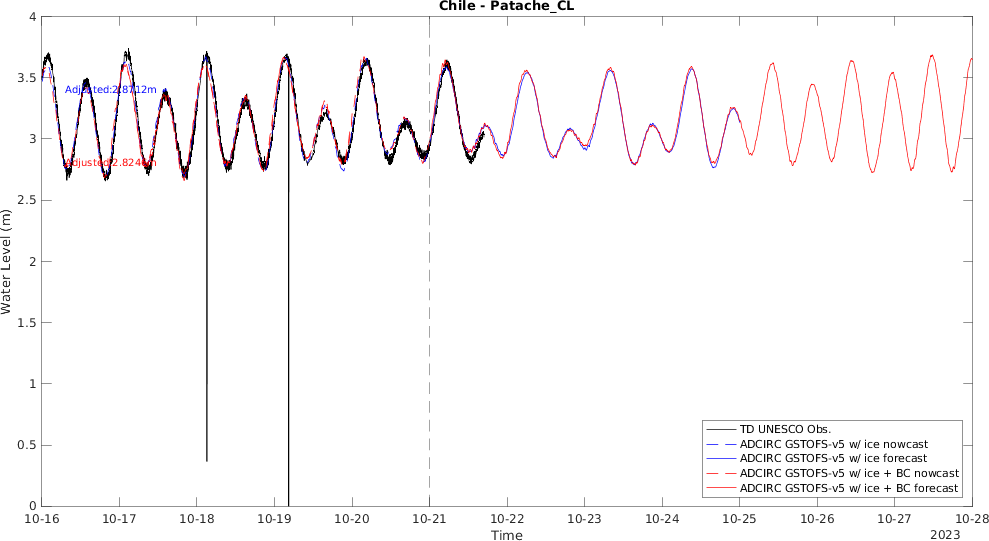 Chile - Patache_CL
4
3.5
3
2.5
2
1.5
1
0.5
0
Water Level (m)
Adjusted:2.8712m
10-16
10-17
10-18
10-19
10-20
10-21
10-22
10-23
10-24
10-25
10-26
10-27
10-28
Time
2023
TD UNESCO Obs.
ADCIRC GSTOFS-v5 w/ ice nowcast
ADCIRC GSTOFS-v5 w/ ice forecast
ADCIRC GSTOFS-v5 w/ ice + BC nowcast
ADCIRC GSTOFS-v5 w/ ice + BC forecast